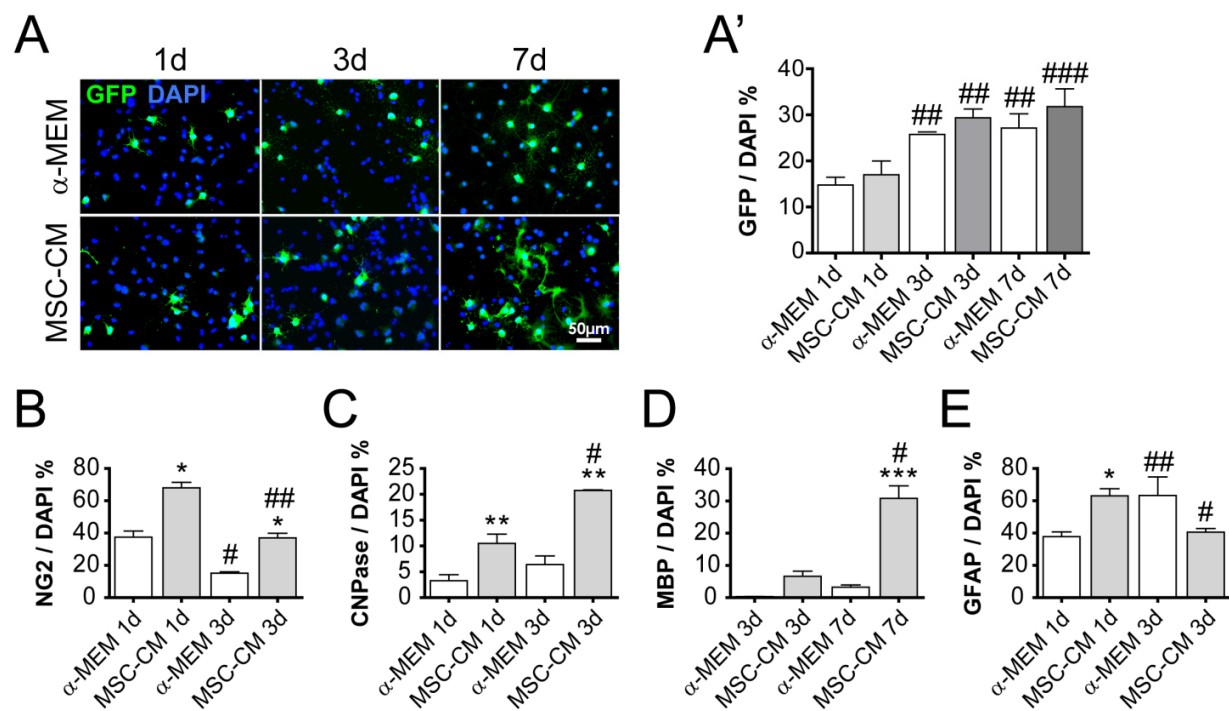 A
1d 3d 7d
GFP DAPI
α-MEM
MSC-CM
50µm
A'
GFP / DAPI %
40
30
20
10
0
## ## ## ###
α-MEM 1d
MSC-CM 1d
α-MEM 3d
MSC-CM 3d
α-MEM 7d
MSC-CM 7d
B
NG2 / DAPI %
80
60
40
20
0
*
#
##
*
α-MEM 1d
MSC-CM 1d
α-MEM 3d
MSC-CM 3d
C
CNPase / DAPI %
25
20
15
10
5
0
**
#
**
α-MEM 1d
MSC-CM 1d
α-MEM 3d
MSC-CM 3d
D
MBP / DAPI %
40
30
20
10
0
#
***
α-MEM 3d
MSC-CM 3d
α-MEM 7d
MSC-CM 7d
E
GFAP / DAPI %
80
60
40
20
0
*
##
#
α-MEM 1d
MSC-CM 1d
α-MEM 3d
MSC-CM 3d